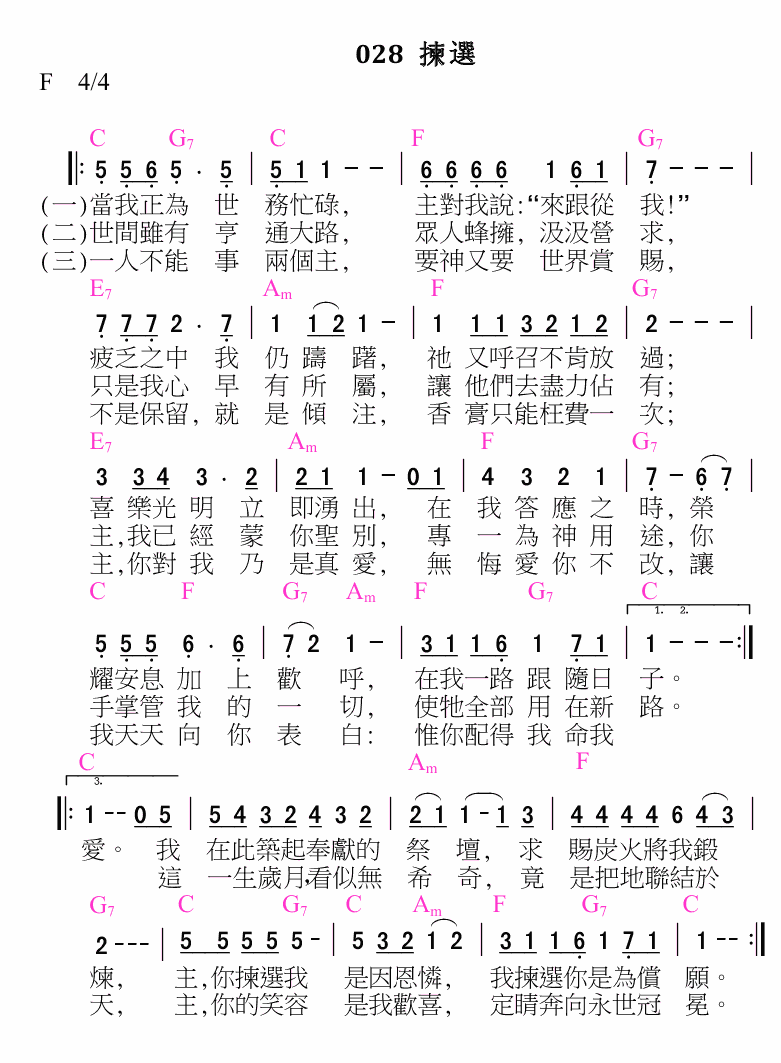 028 揀選
F 4/4
C G7 C F G7
5 5 6 5 · 5 | 5 1 1 - - | 6 6 6 6 1 6 1 | 7 - - - |
(一)當我正為 世 務忙碌, 主對我說:“來跟從 我!”
(二)世間雖有 亨 通大路, 眾人蜂擁, 汲汲營 求,
(三)一人不能 事 兩個主, 要神又要 世界賞 賜,
E7 Am F G7
7 7 7 2 · 7 | 1 1 2 1 - | 1 1 1 3 2 1 2 | 2 - - - |
疲乏之中 我 仍 躊 躇, 祂 又呼召不肯放 過;
只是我心 早 有 所 屬, 讓 他們去盡力佔 有;
不是保留, 就 是 傾 注, 香 膏只能枉費一 次;
E7 Am F G7
3 3 4 3 · 2 | 2 1 1 - 0 1 | 4 3 2 1 | 7 - 6 7
喜 樂光 明 立 即湧 出, 在 我 答 應 之 時, 榮
主,我已 經 蒙 你聖 別, 專 一 為 神 用 途, 你
主,你對 我 乃 是真 愛, 無 悔 愛 你 不 改, 讓
C F G7 Am F G7 C
1. 2.
5 5 5 6 · 6 | 7 2 1 - | 3 1 1 6 1 7 1 | 1 - - - :||
耀安息 加 上 歡 呼, 在我一路 跟 隨日 子。
手掌管 我 的 一 切, 使牠全部 用 在新 路。
我天天 向 你 表 白: 惟你配得 我 命我
C Am F
3.
||: 1 - - 0 5 | 5 4 3 2 4 3 2 | 2 1 1 - 1 3 | 4 4 4 4 6 4 3 |
愛。 我 在此築起奉獻的 祭 壇, 求 賜炭火將我鍛
這 一生歲月,看似無 希 奇, 竟 是把地聯結於
G7 C G7 C Am F G7 C
2 - - - | 5 5 5 5 5 - | 5 3 2 1 2 | 3 1 1 6 1 7 1 | 1 - - :||
煉, 主,你揀選我 是因恩憐, 我揀選你是為償 願。
天, 主,你的笑容 是我歡喜, 定睛奔向永世冠 冕。